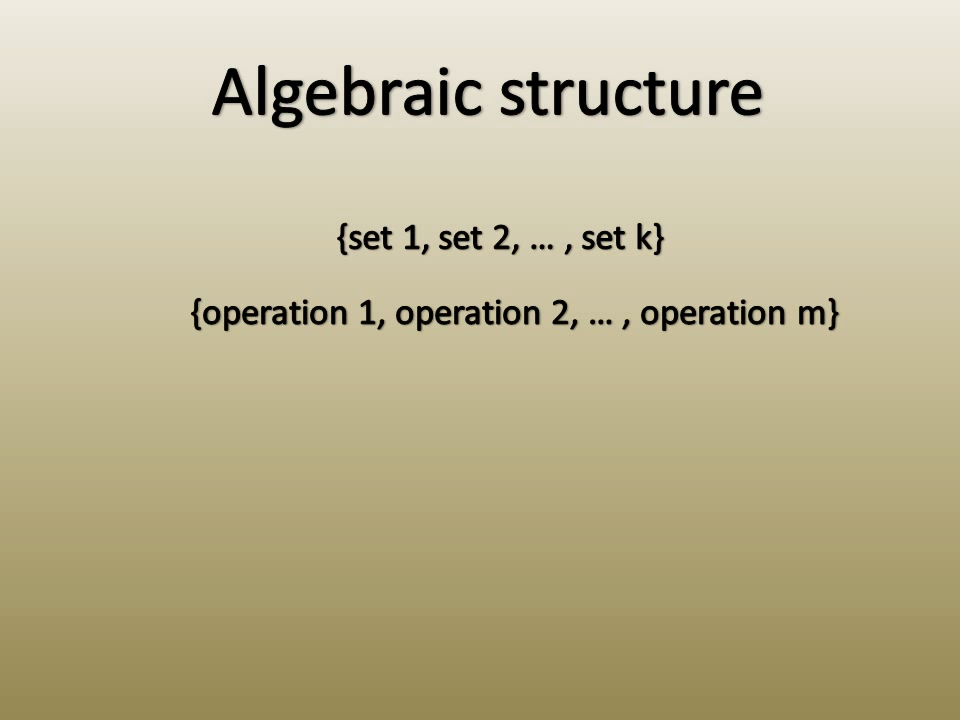 Algebraic structure
{set 1, set 2, … , set k}
{operation 1, operation 2, … , operation m}